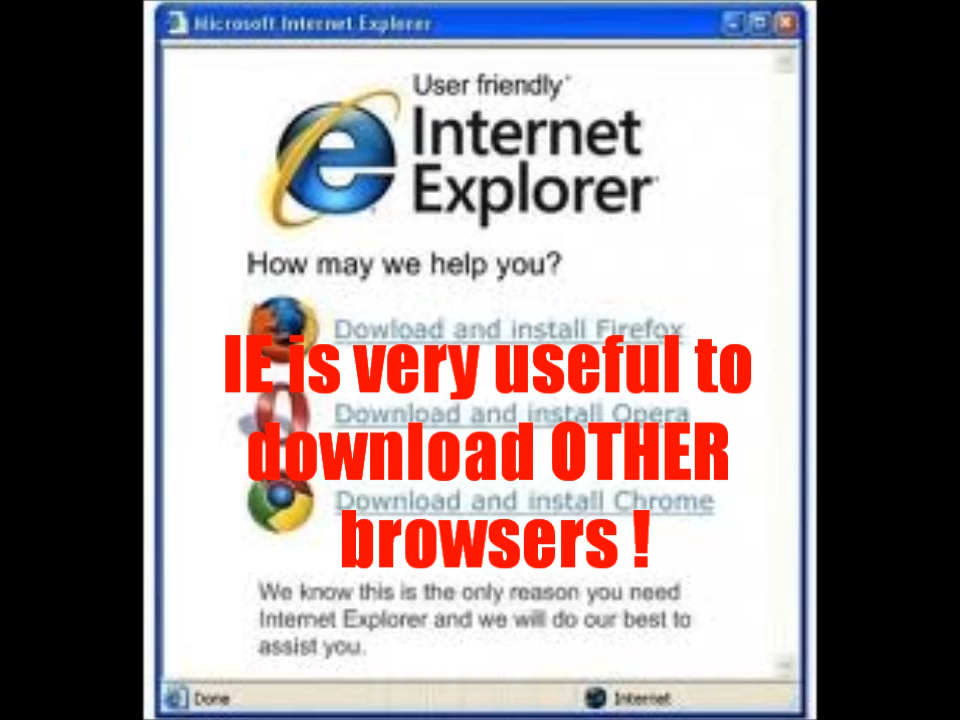 Microsoft Internet Explorer
User friendly
Internet
Explorer
How may we help you?
Dowload and install Firefox
IE is very useful to
Download and install Opera
download OTHER
Download and install Chrome
browsers !
We know this is the only reason you need
Internet Explorer and we will do our best to
assist you.
Done
Internet